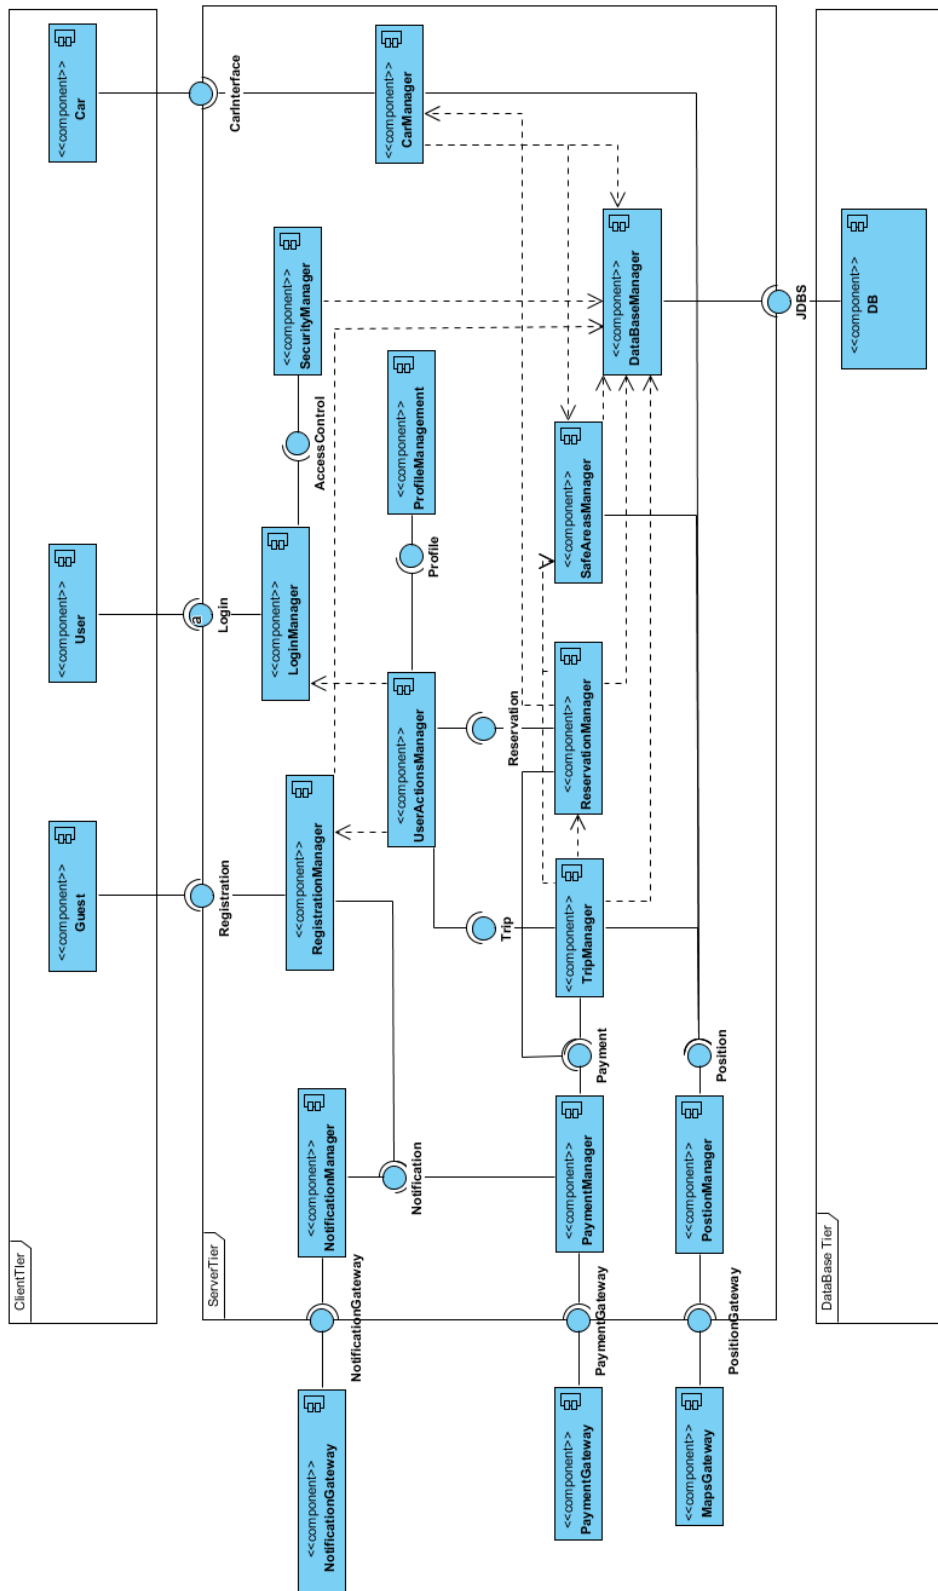 ClientTIer
<<component>>
Guest
<<component>>
User
<<component>>
Car
a
ServerTier
Registration
Login
CarInterface
<<component>>
RegistrationManager
<<component>>
LoginManager
AccessControl
<<component>>
SecurityManager
<<component>>
NotificationGateway
NotificationGateway
<<component>>
NotificationManager
Notification
<<component>>
UserActionsManager
Profile
<<component>>
ProfileManagement
<<component>>
CarManager
Trip
Reservation
<<component>>
PaymentGateway
PaymentGateway
<<component>>
PaymentManager
Payment
<<component>>
TripManager
<<component>>
ReservationManager
<<component>>
SafeAreasManager
<<component>>
DataBaseManager
<<component>>
MapsGateway
PositionGateway
<<component>>
PostionManager
Position
JDBS
DataBase Tier
<<component>>
DB